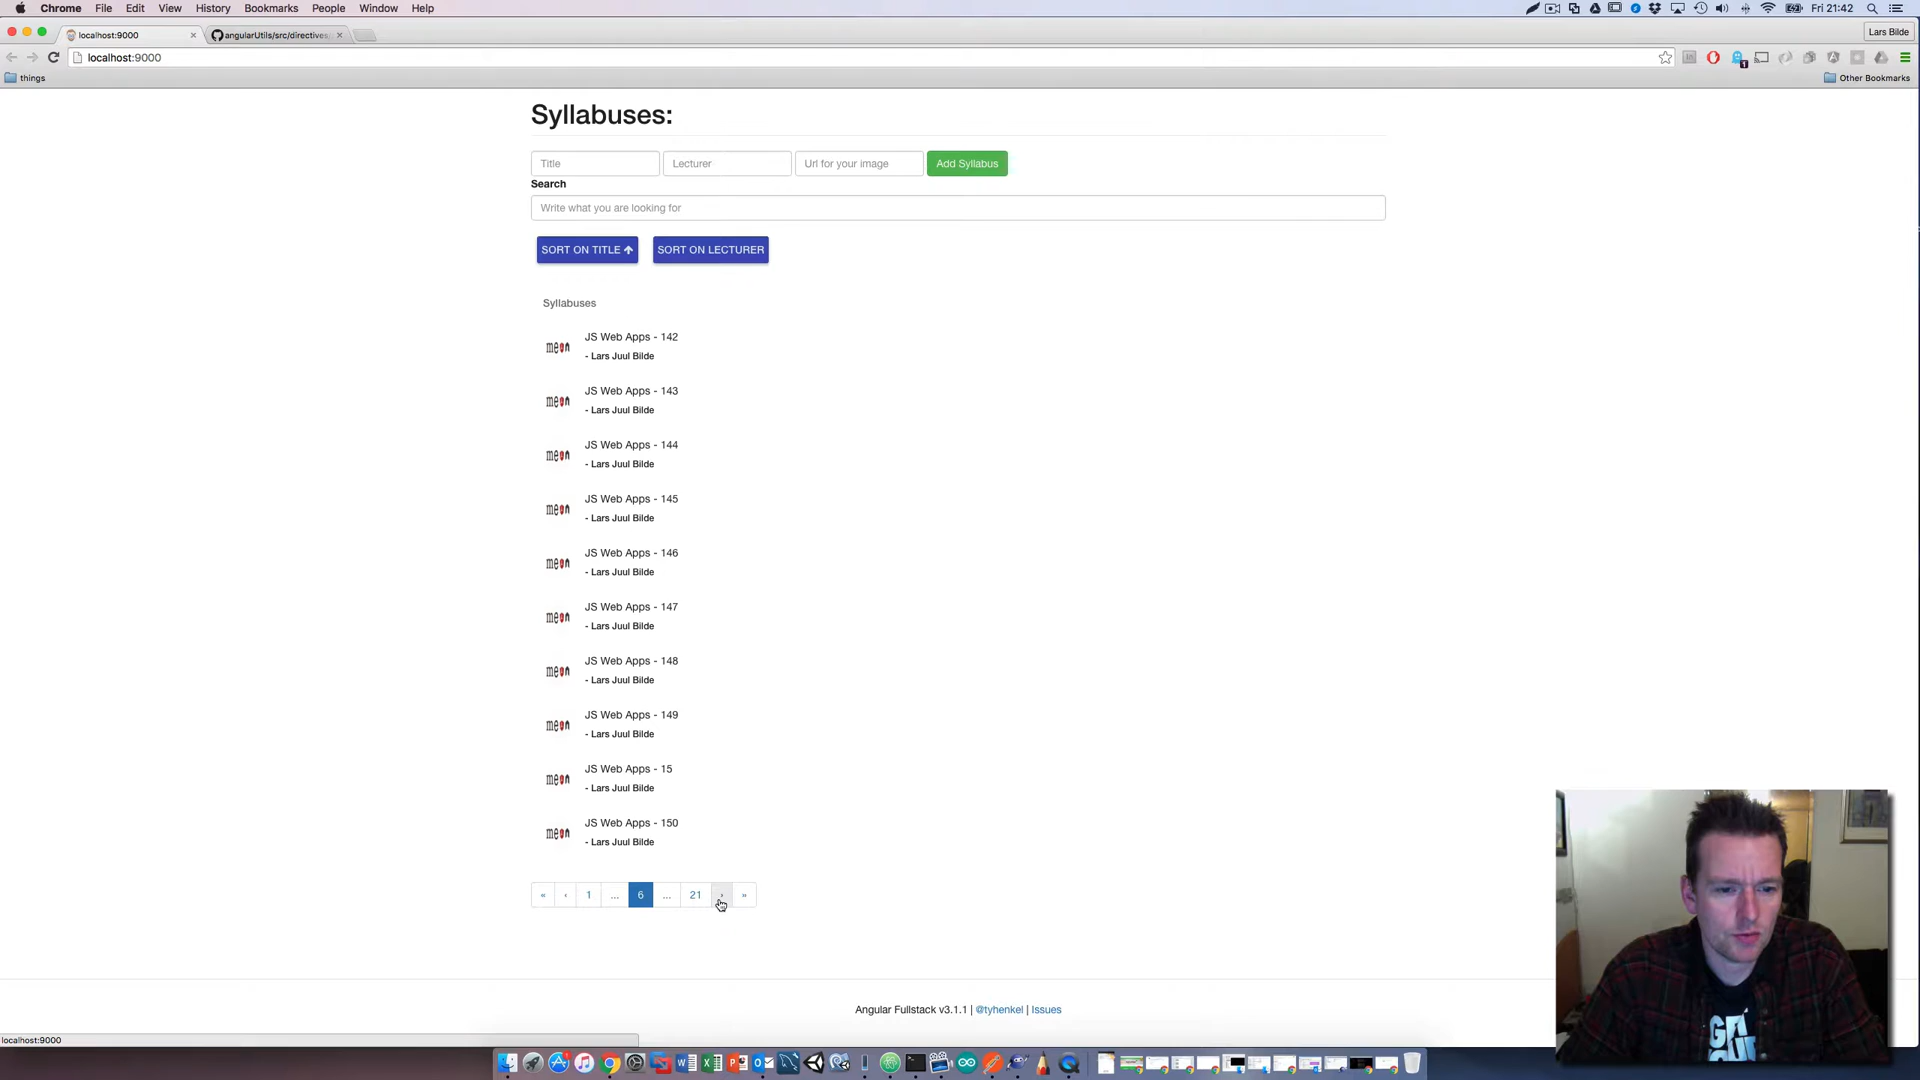 Chrome File Edit View History Bookmarks People Window Help
Fri 21:42
localhost:9000
angularUtils/src/directives
Lars Bilde
localhost:9000
things
Other Bookmarks
Syllabuses:
Title Lecturer Url for your image Add Syllabus
Search
Write what you are looking for
SORT ON TITLE SORT ON LECTURER
Syllabuses
JS Web Apps - 142
- Lars Juul Bilde
JS Web Apps - 143
- Lars Juul Bilde
JS Web Apps - 144
- Lars Juul Bilde
JS Web Apps - 145
- Lars Juul Bilde
JS Web Apps - 146
- Lars Juul Bilde
JS Web Apps - 147
- Lars Juul Bilde
JS Web Apps - 148
- Lars Juul Bilde
JS Web Apps - 149
- Lars Juul Bilde
JS Web Apps - 15
- Lars Juul Bilde
JS Web Apps - 150
- Lars Juul Bilde
« ‹ 1 ... 6 ... 21 › »
Angular Fullstack v3.1.1 | @tyhenkel | Issues
localhost:9000